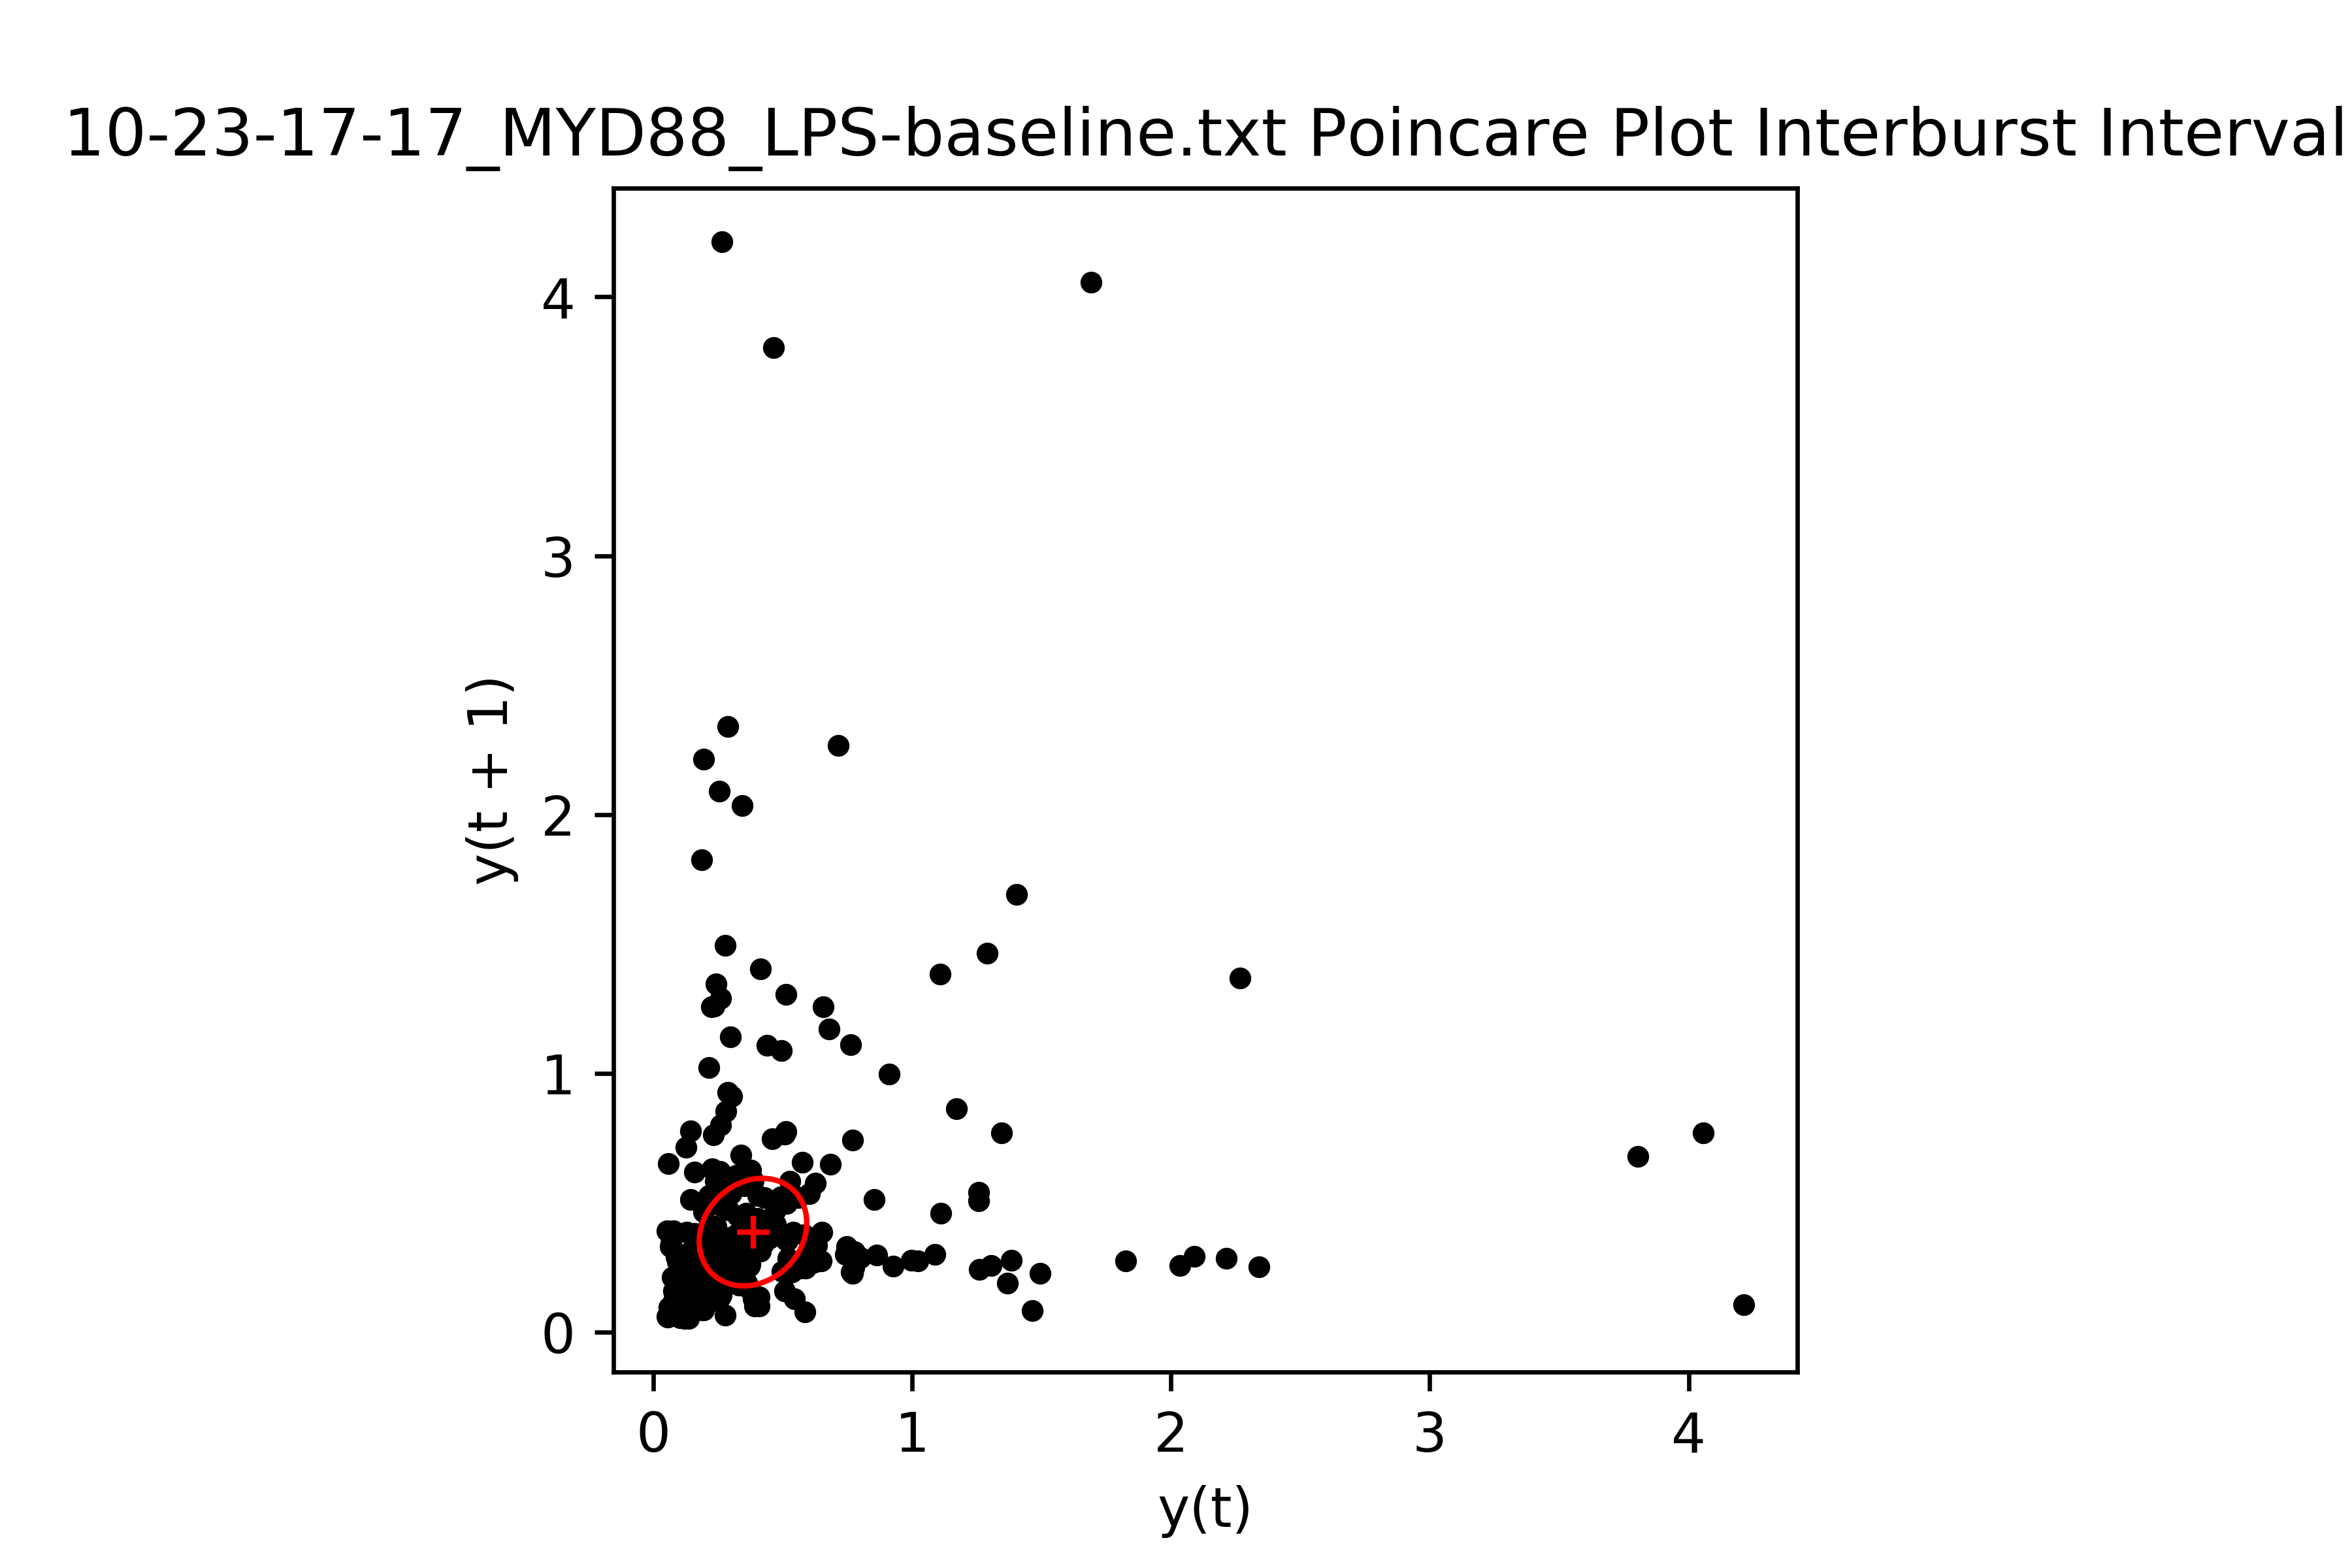 10-23-17-17_MYD88_LPS-baseline.txt Poincare Plot Interburst Interval
4
3
2
1
0
y(t + 1)
0 1 2 3 4
y(t)